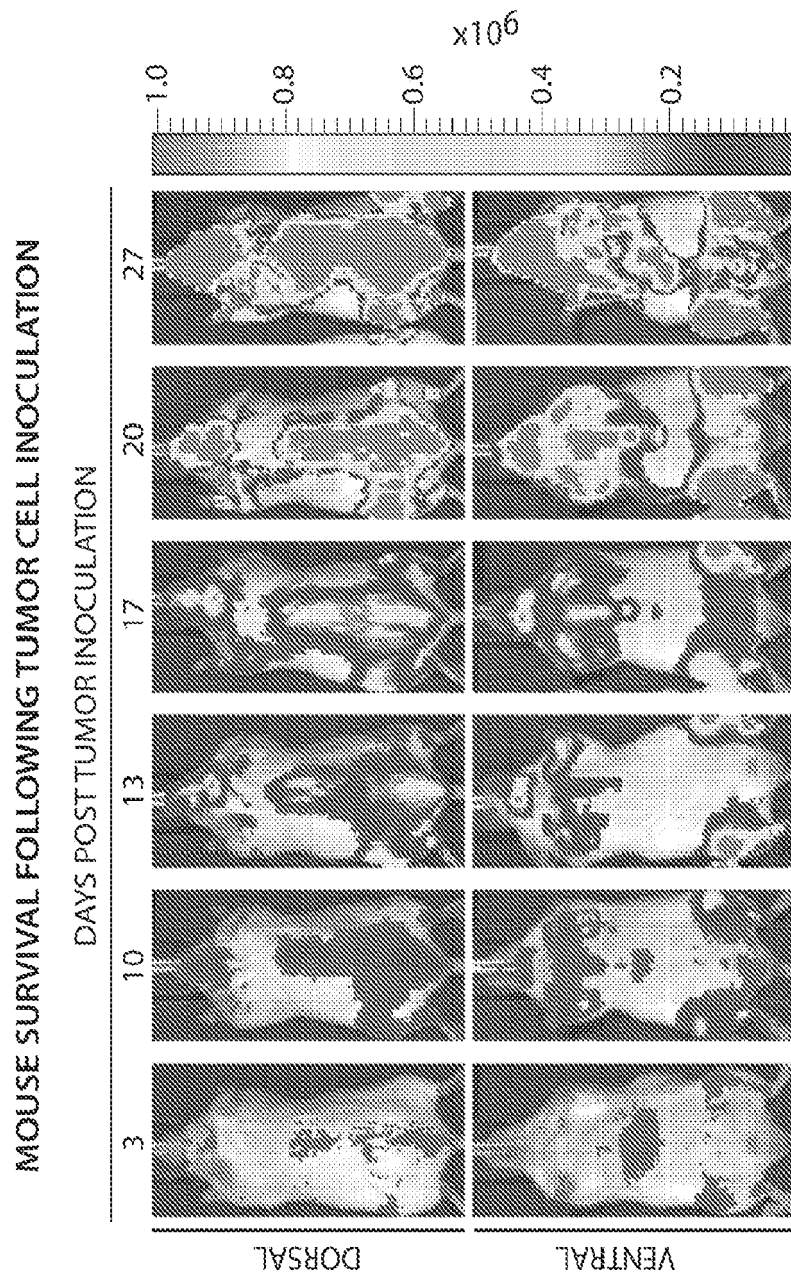 MOUSE SURVIVAL FOLLOWING TUMOR CELL INOCULATION
DAYS POST TUMOR INOCULATION
3 10 13 17 20 27
DORSAL
VENTRAL
1.0
0.8
0.6
0.4
0.2
x10⁶